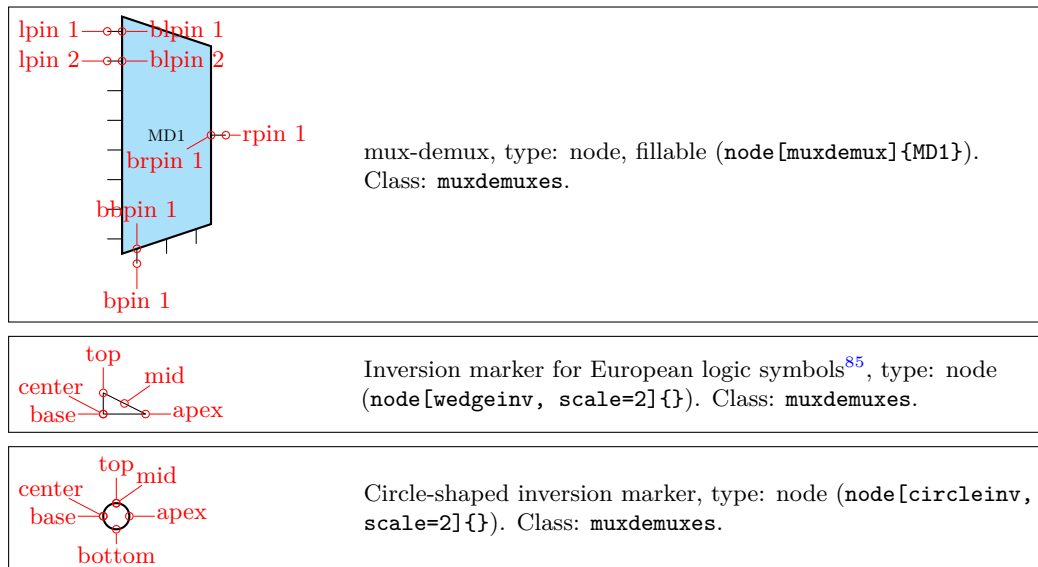 lpin 1
blpin 1
lpin 2
blpin 2
MD1
rpin 1
brpin 1
bbpin 1
bpin 1
mux-demux, type: node, fillable (node[muxdemux]{MD1}).
Class: muxdemuxes.
top
mid
center
base
apex
Inversion marker for European logic symbols85, type: node
(node[wedgeinv, scale=2]{}). Class: muxdemuxes.
top
mid
center
base
apex
bottom
Circle-shaped inversion marker, type: node (node[circleinv,
scale=2]{}). Class: muxdemuxes.